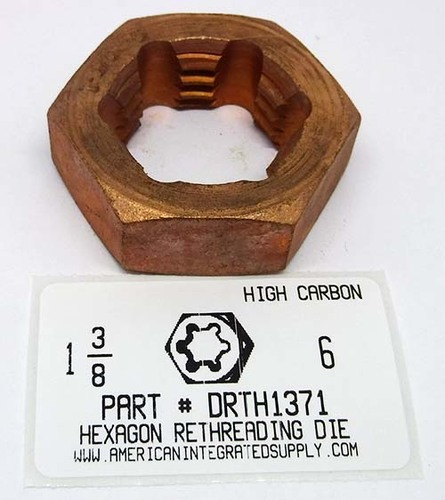 HIGH CARBON
1 3/8 6
PART # DRTH1371
HEXAGON RETHREADING DIE
WWW.AMERICANINTEGRATEDSUPPLY.COM